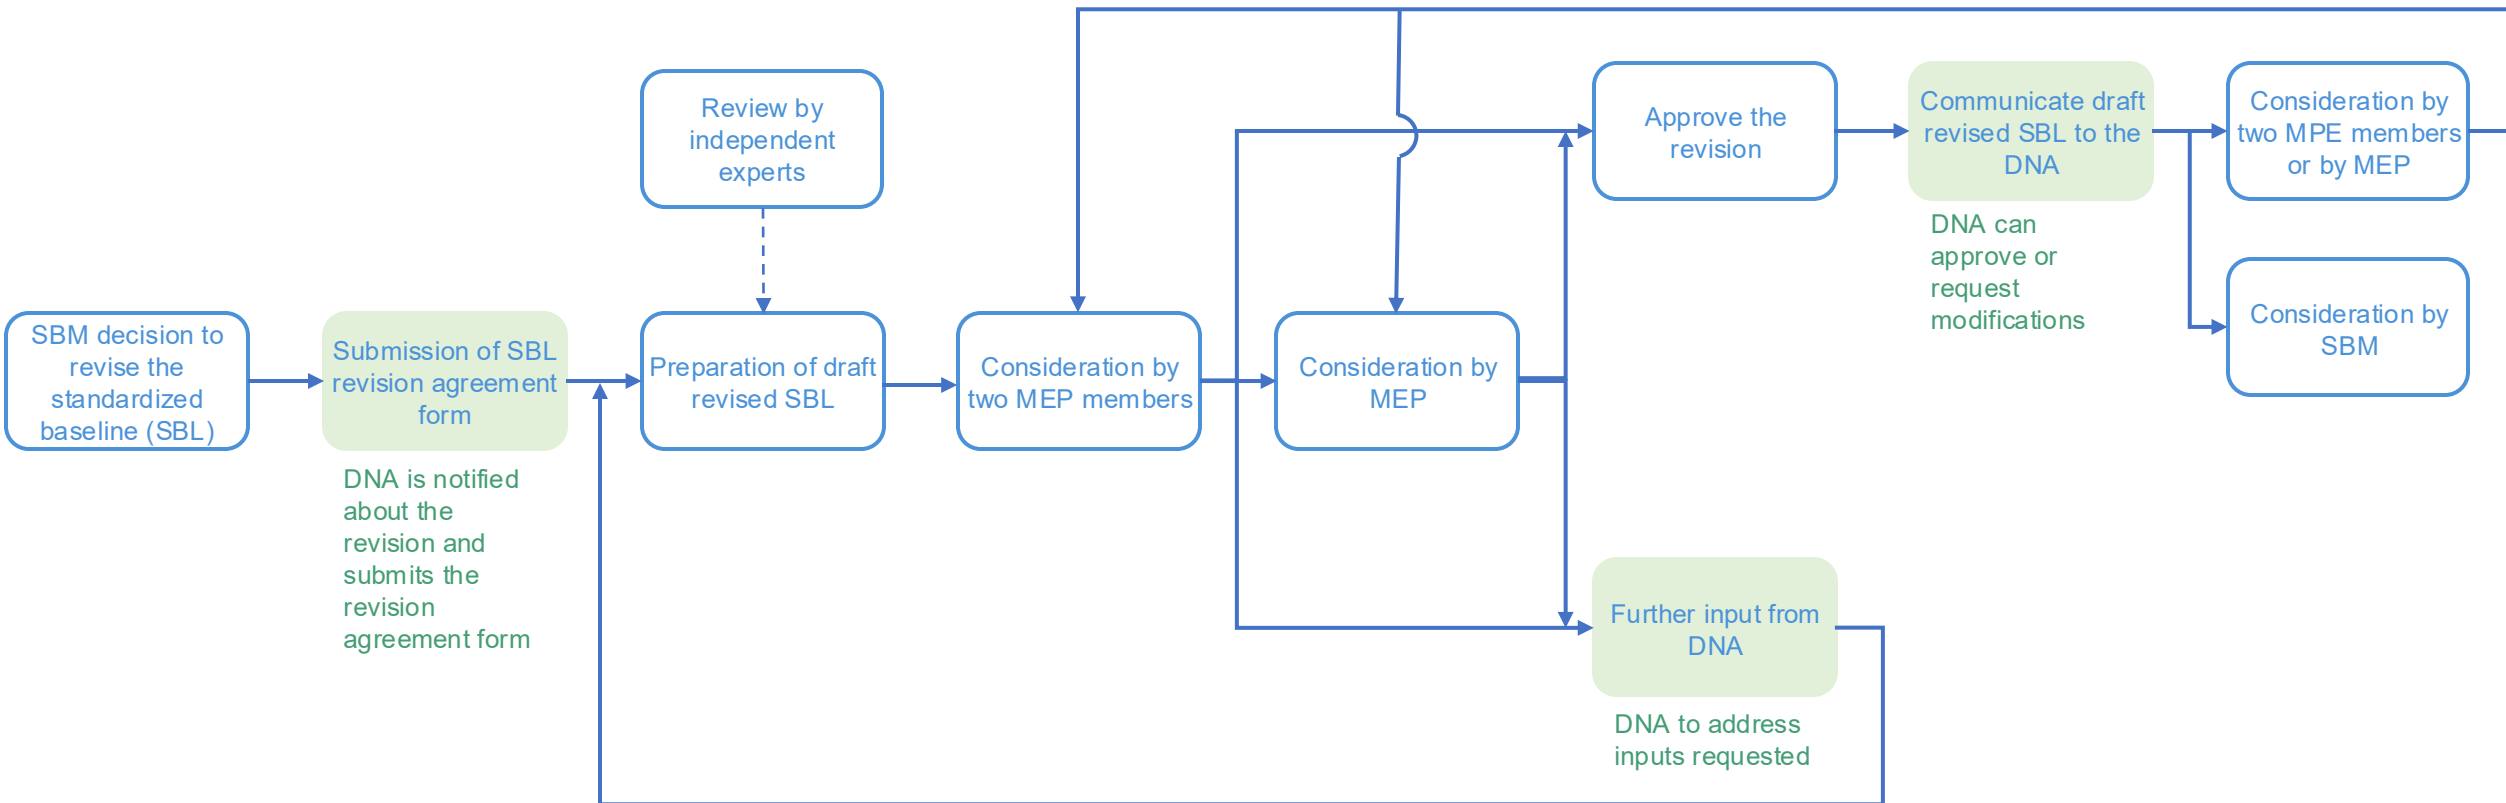 SBM decision to
revise the
standardized
baseline (SBL)
Submission of SBL
revision agreement
form
DNA is notified
about the
revision and
submits the
revision
agreement form
Review by
independent
experts
Preparation of draft
revised SBL
Consideration by
two MEP members
Consideration by
MEP
Approve the
revision
Further input from
DNA
DNA to address
inputs requested
Communicate draft
revised SBL to the
DNA
DNA can
approve or
request
modifications
Consideration by
two MPE members
or by MEP
Consideration by
SBM